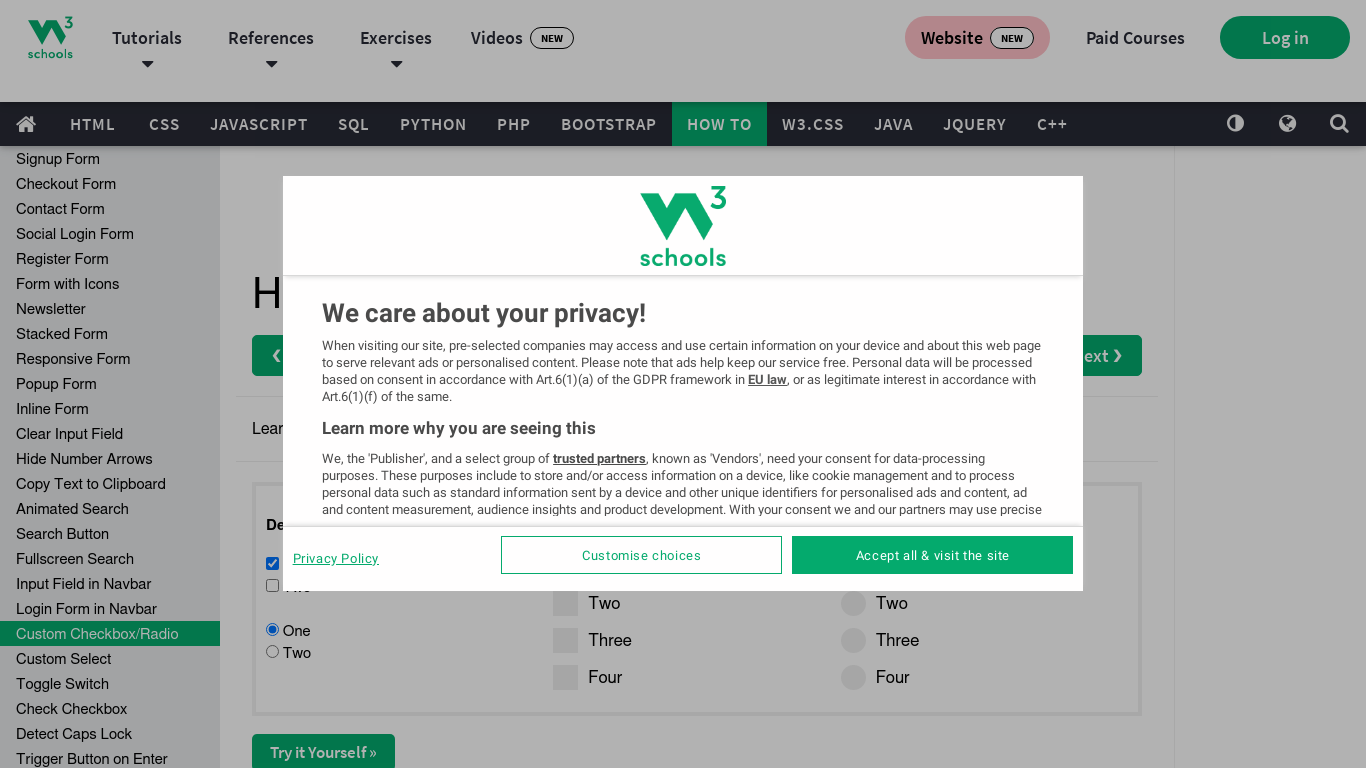 3
schools
Tutorials
References
Exercises
Videos NEW
Website NEW
Paid Courses
Log in
HTML CSS JAVASCRIPT SQL PYTHON PHP BOOTSTRAP HOW TO W3.CSS JAVA JQUERY C++
Signup Form
Checkout Form
Contact Form
Social Login Form
Register Form
Form with Icons
Newsletter
Stacked Form
Responsive Form
Popup Form
Inline Form
Clear Input Field
Hide Number Arrows
Copy Text to Clipboard
Animated Search
Search Button
Fullscreen Search
Input Field in Navbar
Login Form in Navbar
Custom Checkbox/Radio
Custom Select
Toggle Switch
Check Checkbox
Detect Caps Lock
Trigger Button on Enter
H
❮
ext ❯
Lear
De
3
schools
We care about your privacy!
When visiting our site, pre-selected companies may access and use certain information on your device and about this web page
to serve relevant ads or personalised content. Please note that ads help keep our service free. Personal data will be processed
based on consent in accordance with Art.6(1)(a) of the GDPR framework in EU law, or as legitimate interest in accordance with
Art.6(1)(f) of the same.
Learn more why you are seeing this
We, the 'Publisher', and a select group of trusted partners, known as 'Vendors', need your consent for data-processing
purposes. These purposes include to store and/or access information on a device, like cookie management and to process
personal data such as standard information sent by a device and other unique identifiers for personalised ads and content, ad
and content measurement, audience insights and product development. With your consent we and our partners may use precise
Privacy Policy
Customise choices
Accept all & visit the site
One
Two
Two
Three
Four
Two
Three
Four
Try it Yourself »